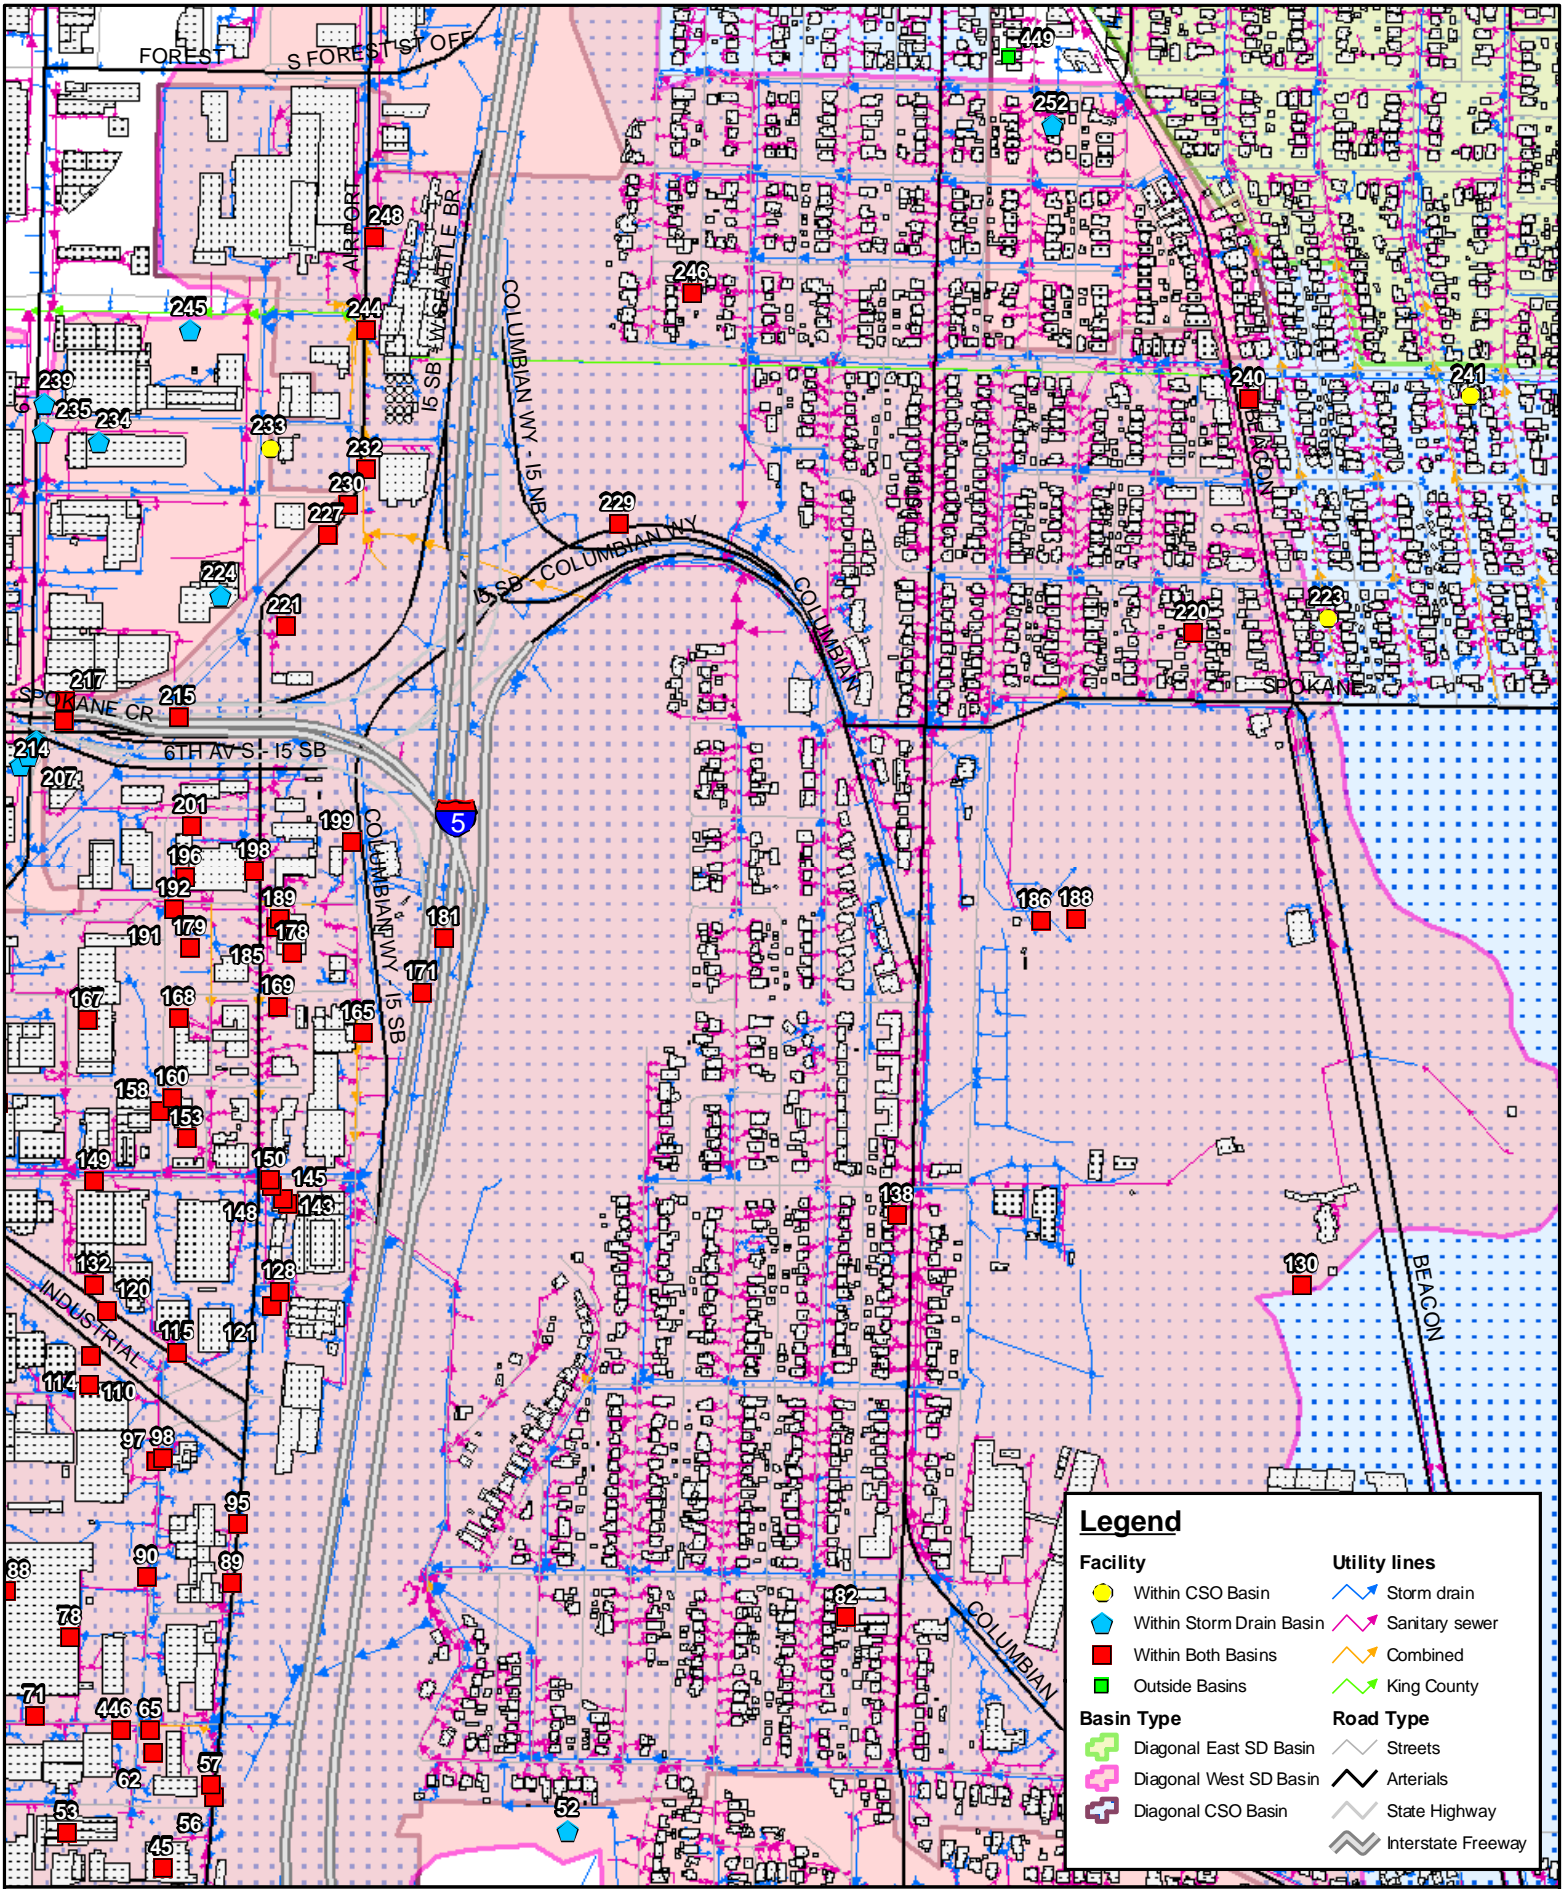 FOREST
S FOREST ST OFF
449
252
AIRPORT
248
I5 SB - W SEATTLE BR
246
COLUMBIAN WY - I5 NB
245
244
239
235
234
233
232
230
227
229
240
241
BEACON
15TH
224
I5 SB - COLUMBIAN WY
COLUMBIAN
221
223
220
217
SPOKANE CR
215
SPOKANE
214
6TH AV S - I5 SB
207
201
199
5
COLUMBIAN WY - I5 SB
196
198
192
189
191
179
178
185
181
186
188
171
167
168
169
165
158
160
153
149
150
145
148
143
138
132
120
128
130
BEACON
INDUSTRIAL
115
121
114
110
97
98
95
88
90
89
82
78
COLUMBIAN
71
446
65
62
57
56
53
52
45
Legend
Facility
Within CSO Basin
Within Storm Drain Basin
Within Both Basins
Outside Basins
Basin Type
Diagonal East SD Basin
Diagonal West SD Basin
Diagonal CSO Basin
Utility lines
Storm drain
Sanitary sewer
Combined
King County
Road Type
Streets
Arterials
State Highway
Interstate Freeway